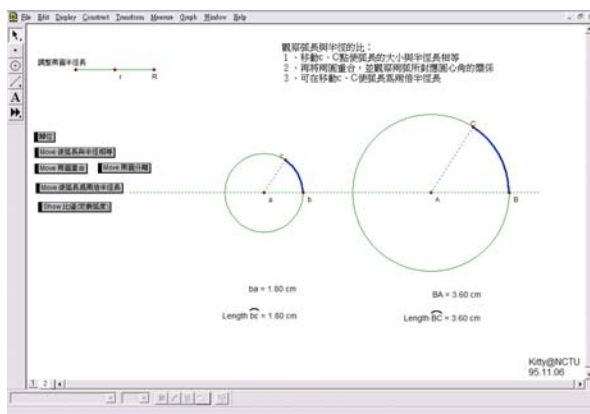 File Edit Display Construct Transform Measure Graph Window Help
觀察弧長與半徑的比:
1、移動c、C點使弧長的大小與半徑長相等
2、再將兩圓重合,並觀察兩弧所對應圓心角的關係
3、可在移動c、C使弧長為兩倍半徑長
調整兩圓半徑長
r R
A
歸位
Move 使弧長與半徑相等
Move 兩圓重合
Move 兩圓分離
Move 使弧長為兩倍半徑長
Show 比值(定義弧度)
c
C
a b
A B
ba = 1.80 cm
BA = 3.60 cm
Length bc = 1.80 cm
Length BC = 3.60 cm
Kitty@NCTU
95.11.06
1 2